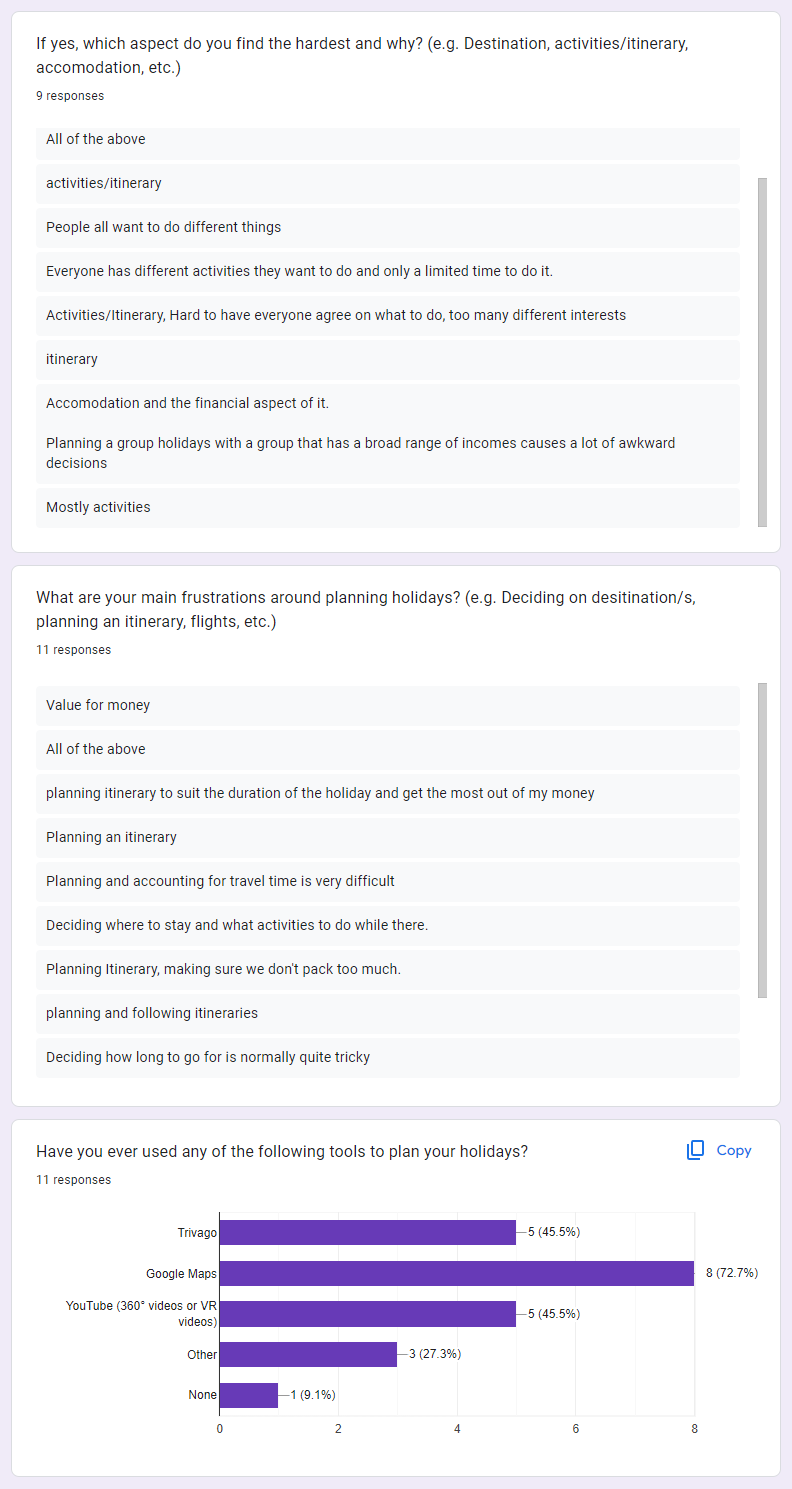 If yes, which aspect do you find the hardest and why? (e.g. Destination, activities/itinerary,
accomodation, etc.)
9 responses
All of the above
activities/itinerary
People all want to do different things
Everyone has different activities they want to do and only a limited time to do it.
Activities/Itinerary, Hard to have everyone agree on what to do, too many different interests
itinerary
Accomodation and the financial aspect of it.
Planning a group holidays with a group that has a broad range of incomes causes a lot of awkward
decisions
Mostly activities
What are your main frustrations around planning holidays? (e.g. Deciding on desitination/s,
planning an itinerary, flights, etc.)
11 responses
Value for money
All of the above
planning itinerary to suit the duration of the holiday and get the most out of my money
Planning an itinerary
Planning and accounting for travel time is very difficult
Deciding where to stay and what activities to do while there.
Planning Itinerary, making sure we don't pack too much.
planning and following itineraries
Deciding how long to go for is normally quite tricky
Have you ever used any of the following tools to plan your holidays?
Copy
11 responses
Trivago
5 (45.5%)
Google Maps
8 (72.7%)
YouTube (360° videos or VR
videos)
5 (45.5%)
Other
3 (27.3%)
None
1 (9.1%)
0 2 4 6 8